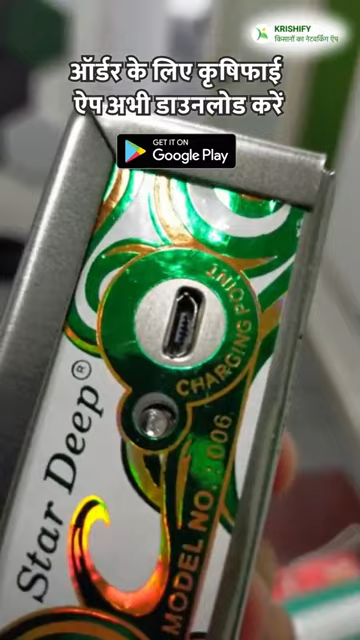 KRISHIFY
किसानों का नेटवर्किंग ऐप
ऑर्डर के लिए कृषिफाई
ऐप अभी डाउनलोड करें
GET IT ON
Google Play
CHARGING POINT
Star Deep®
MODEL NO. : 006